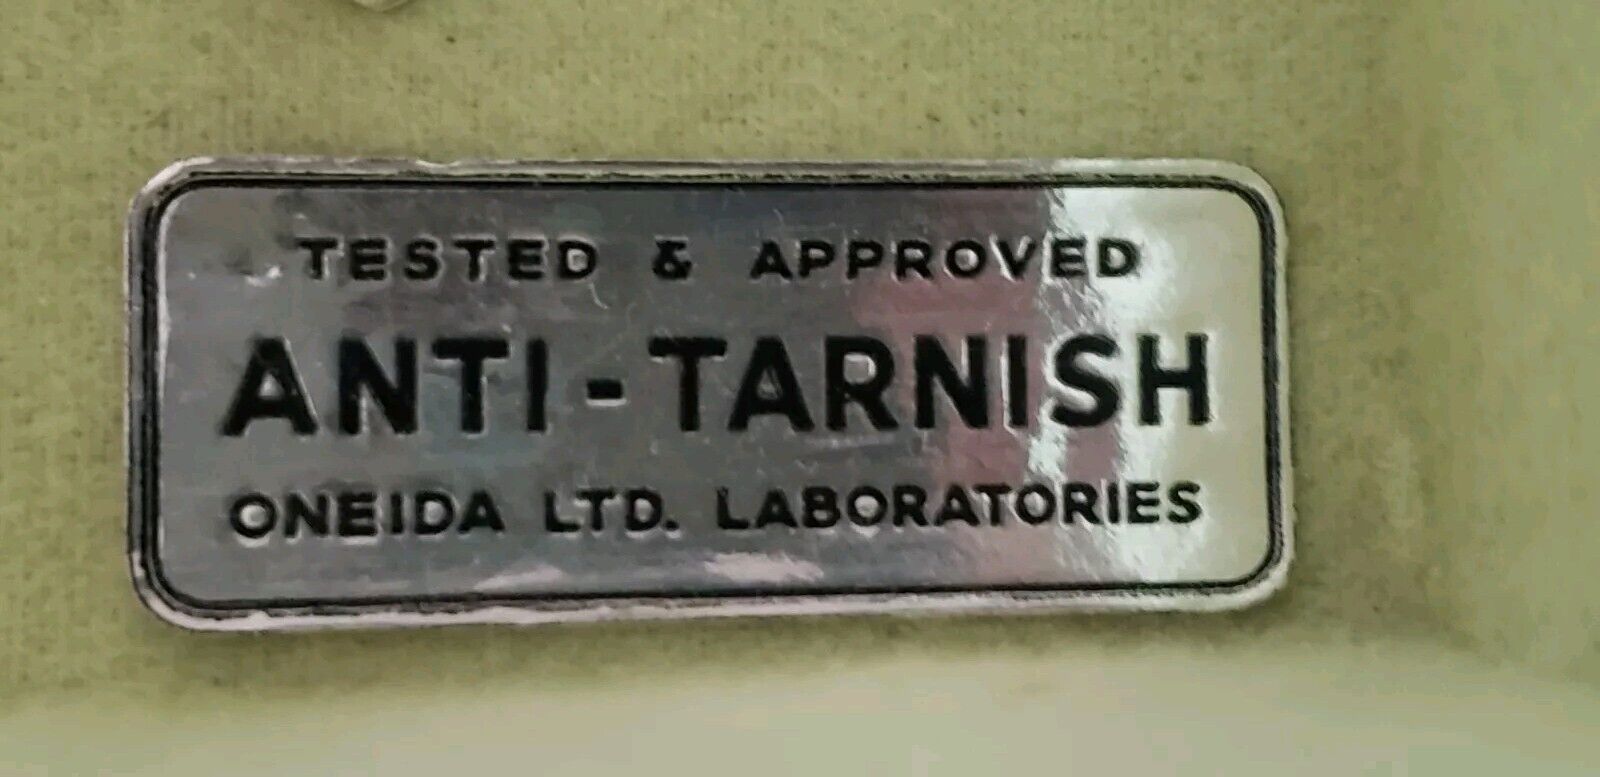 TESTED & APPROVED
ANTI-TARNISH
ONEIDA LTD. LABORATORIES